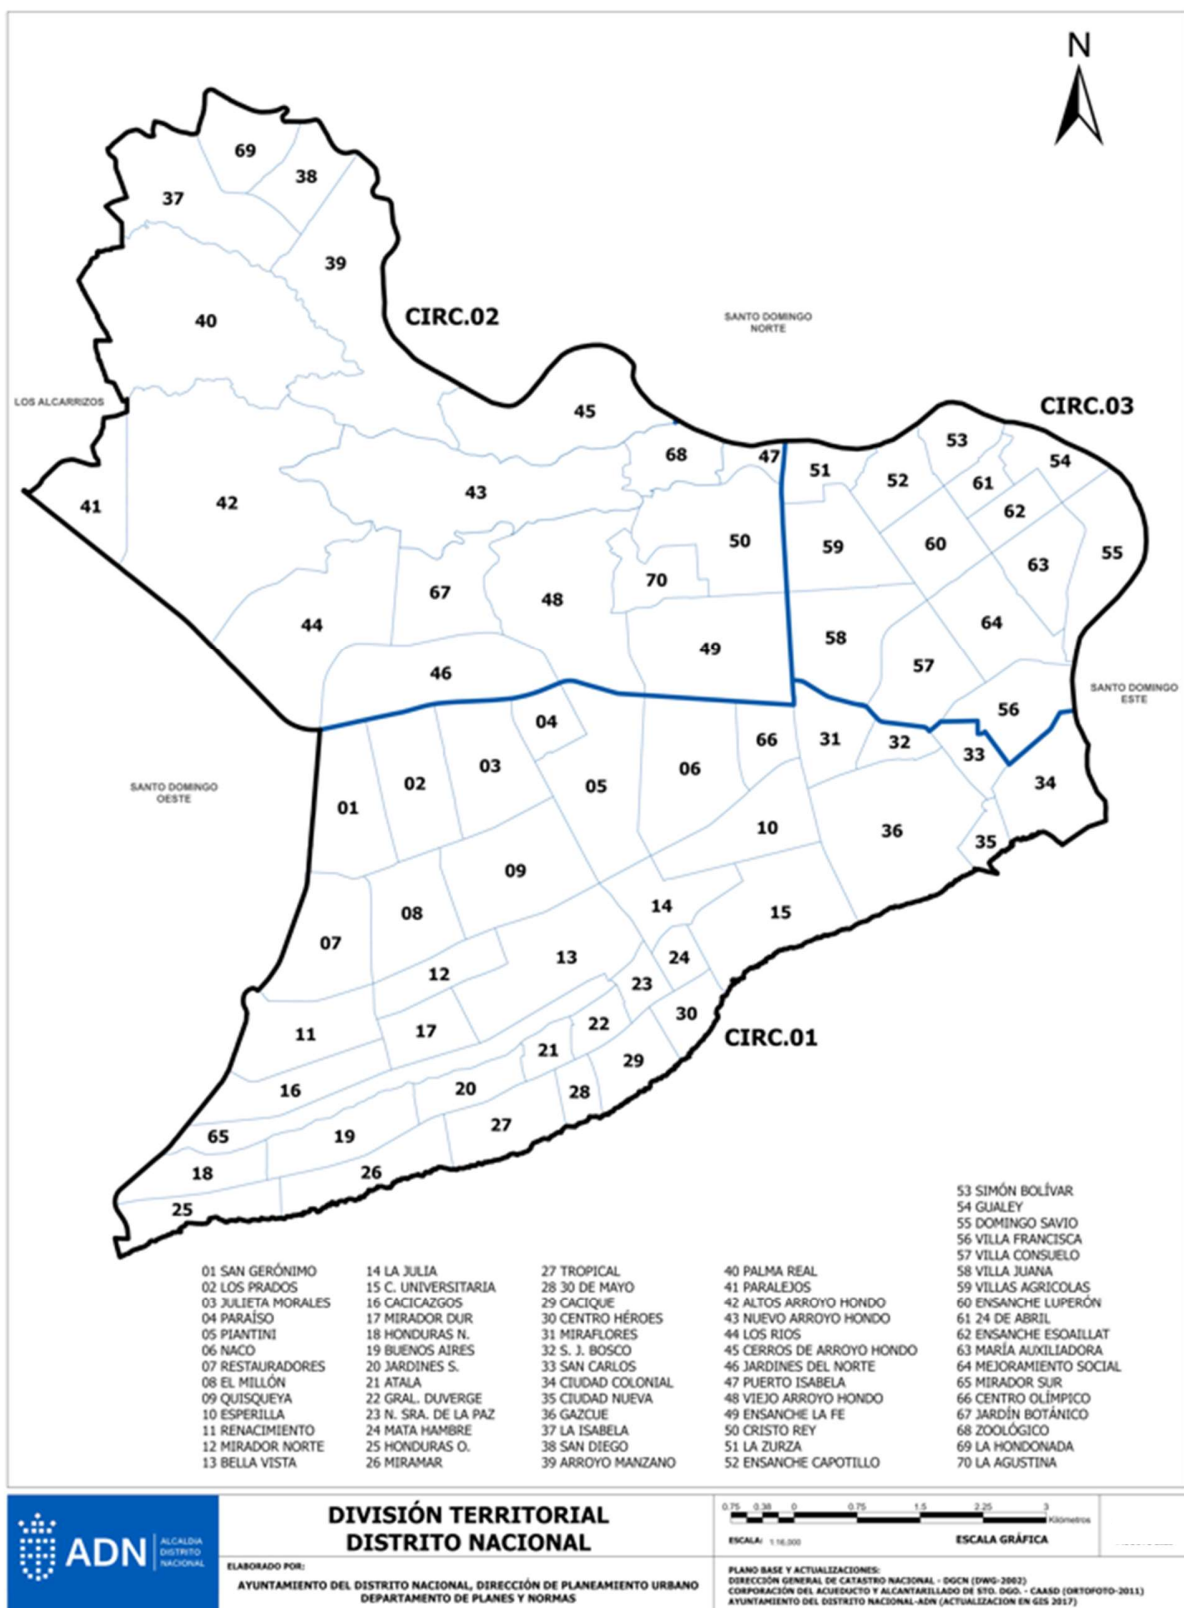 N
69
38
37
39
40
CIRC.02
SANTO DOMINGO
NORTE
LOS ALCARRIZOS
45
CIRC.03
53
54
68
47
51
52
61
41
42
43
62
50
59
60
55
63
70
67
48
44
64
58
49
57
46
SANTO DOMINGO
ESTE
56
04
66
31
32
33
03
06
02
05
34
SANTO DOMINGO
OESTE
01
10
36
35
09
14
15
08
07
13
24
12
23
30
22
11
17
CIRC.01
21
29
16
20
28
27
65
19
18
26
25
01 SAN GERÓNIMO
02 LOS PRADOS
03 JULIETA MORALES
04 PARAÍSO
05 PIANTINI
06 NACO
07 RESTAURADORES
08 EL MILLÓN
09 QUISQUEYA
10 ESPERILLA
11 RENACIMIENTO
12 MIRADOR NORTE
13 BELLA VISTA
14 LA JULIA
15 C. UNIVERSITARIA
16 CACICAZGOS
17 MIRADOR DUR
18 HONDURAS N.
19 BUENOS AIRES
20 JARDINES S.
21 ATALA
22 GRAL. DUVERGE
23 N. SRA. DE LA PAZ
24 MATA HAMBRE
25 HONDURAS O.
26 MIRAMAR
27 TROPICAL
28 30 DE MAYO
29 CACIQUE
30 CENTRO HÉROES
31 MIRAFLORES
32 S. J. BOSCO
33 SAN CARLOS
34 CIUDAD COLONIAL
35 CIUDAD NUEVA
36 GAZCUE
37 LA ISABELA
38 SAN DIEGO
39 ARROYO MANZANO
40 PALMA REAL
41 PARALEJOS
42 ALTOS ARROYO HONDO
43 NUEVO ARROYO HONDO
44 LOS RIOS
45 CERROS DE ARROYO HONDO
46 JARDINES DEL NORTE
47 PUERTO ISABELA
48 VIEJO ARROYO HONDO
49 ENSANCHE LA FE
50 CRISTO REY
51 LA ZURZA
52 ENSANCHE CAPOTILLO
53 SIMÓN BOLÍVAR
54 GUALEY
55 DOMINGO SAVIO
56 VILLA FRANCISCA
57 VILLA CONSUELO
58 VILLA JUANA
59 VILLAS AGRICOLAS
60 ENSANCHE LUPERÓN
61 24 DE ABRIL
62 ENSANCHE ESOAILLAT
63 MARÍA AUXILIADORA
64 MEJORAMIENTO SOCIAL
65 MIRADOR SUR
66 CENTRO OLÍMPICO
67 JARDÍN BOTÁNICO
68 ZOOLÓGICO
69 LA HONDONADA
70 LA AGUSTINA
ADN
ALCALDIA
DISTRITO
NACIONAL
DIVISIÓN TERRITORIAL
DISTRITO NACIONAL
ELABORADO POR:
AYUNTAMIENTO DEL DISTRITO NACIONAL, DIRECCIÓN DE PLANEAMIENTO URBANO
DEPARTAMENTO DE PLANES Y NORMAS
0.75 0.38 0 0.75 1.5 2.25 3
Kilómetros
ESCALA: 1:16,000 ESCALA GRÁFICA
PLANO BASE Y ACTUALIZACIONES:
DIRECCIÓN GENERAL DE CATASTRO NACIONAL - DGCN (DWG-2002)
CORPORACIÓN DEL ACUEDUCTO Y ALCANTARILLADO DE STO. DGO. - CAASD (ORTOFOTO-2011)
AYUNTAMIENTO DEL DISTRITO NACIONAL-ADN (ACTUALIZACION EN GIS 2017)